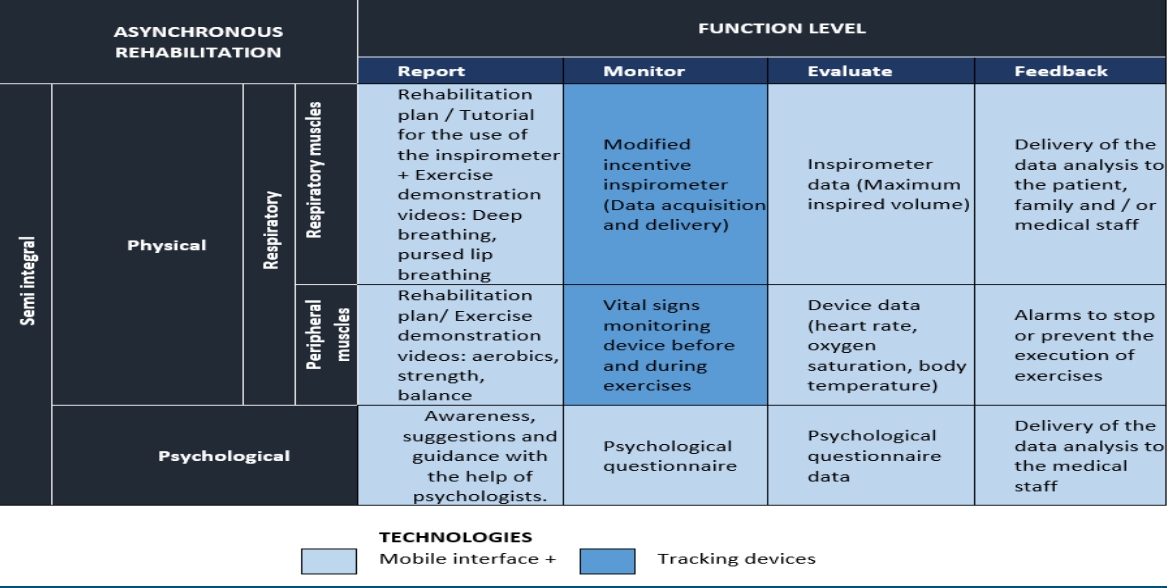 ASYNCHRONOUS
REHABILITATION
FUNCTION LEVEL
Report
Monitor
Evaluate
Feedback
Semi integral
Physical
Respiratory
Respiratory muscles
Rehabilitation
plan / Tutorial
for the use of
the inspirometer
+ Exercise
demonstration
videos: Deep
breathing,
pursed lip
breathing
Modified
incentive
inspirometer
(Data acquisition
and delivery)
Inspirometer
data (Maximum
inspired volume)
Delivery of the
data analysis to
the patient,
family and / or
medical staff
Peripheral
muscles
Rehabilitation
plan/ Exercise
demonstration
videos: aerobics,
strength,
balance
Vital signs
monitoring
device before
and during
exercises
Device data
(heart rate,
oxygen
saturation, body
temperature)
Alarms to stop
or prevent the
execution of
exercises
Psychological
Awareness,
suggestions and
guidance with
the help of
psychologists.
Psychological
questionnaire
Psychological
questionnaire
data
Delivery of the
data analysis to
the medical
staff
TECHNOLOGIES
Mobile interface +
Tracking devices